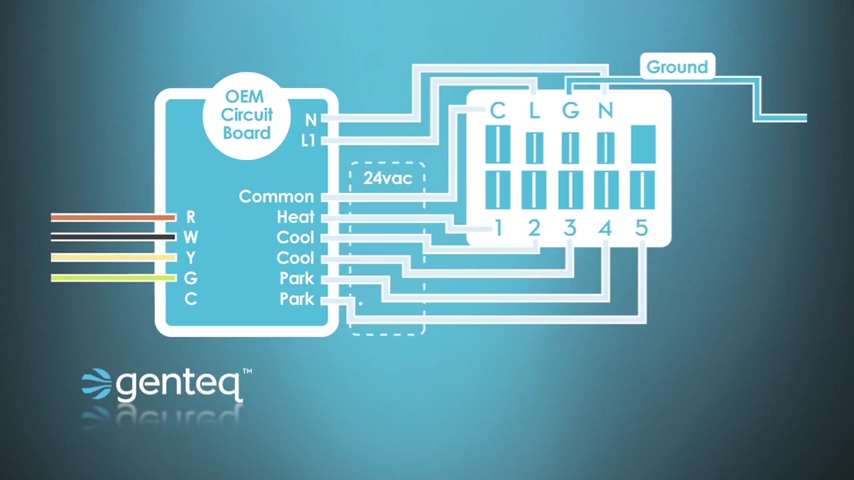 OEM
Circuit
Board
N
L1
Common
Heat
Cool
Cool
Park
Park
R
W
Y
G
C
24vac
C L G N
1 2 3 4 5
Ground
genteq™